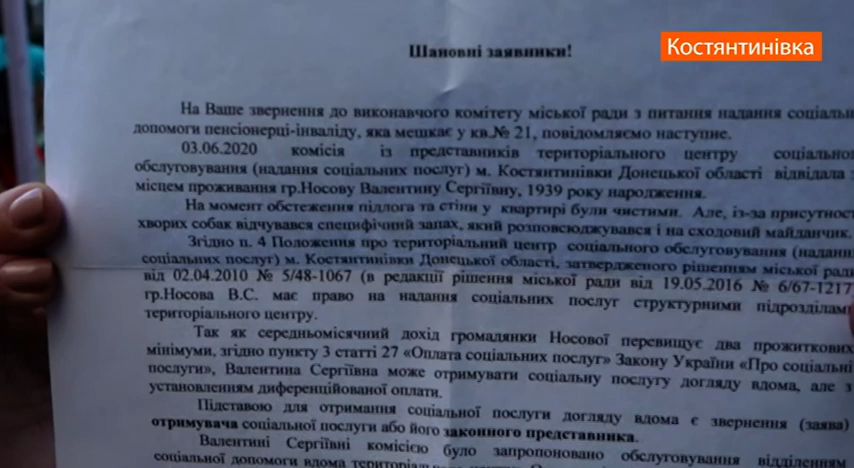 Костянтинівка
Шановні заявники!
На Ваше звернення до виконавчого комітету міської ради з питання надання соціальн
допомоги пенсіонерці-інваліду, яка мешкає у кв.№ 21, повідомляємо наступне.
03.06.2020 комісія із представників територіального центру соціально
обслуговування (надання соціальних послуг) м. Костянтинівки Донецької області відвідала з
місцем проживання гр.Носову Валентину Сергіївну, 1939 року народження.
На момент обстеження підлога та стіни у квартирі були чистими. Але, із-за присутнос
хворих собак відчувався специфічний запах, який розповсюджувався і на сходовий майданчик.
Згідно п. 4 Положення про територіальний центр соціального обслуговування (наданн
соціальних послуг) м. Костянтинівки Донецької області, затвердженого рішенням міської ради
від 02.04.2010 № 5/48-1067 (в редакції рішення міської ради від 19.05.2016 № 6/67-1217
гр.Носова В.С. має право на надання соціальних послуг структурними підрозділами
територіального центру.
Так як середньомісячний дохід громадянки Носової перевищує два прожиткових
мінімуми, згідно пункту 3 статті 27 «Оплата соціальних послуг» Закону України «Про соціальні
послуги», Валентина Сергіївна може отримувати соціальну послугу догляду вдома, але з
установленням диференційованої оплати.
Підставою для отримання соціальної послуги догляду вдома є звернення (заява)
отримувача соціальної послуги або його законного представника.
Валентині Сергіївні комісією було запропоновано обслуговування відділенням
соціальної допомоги вдома